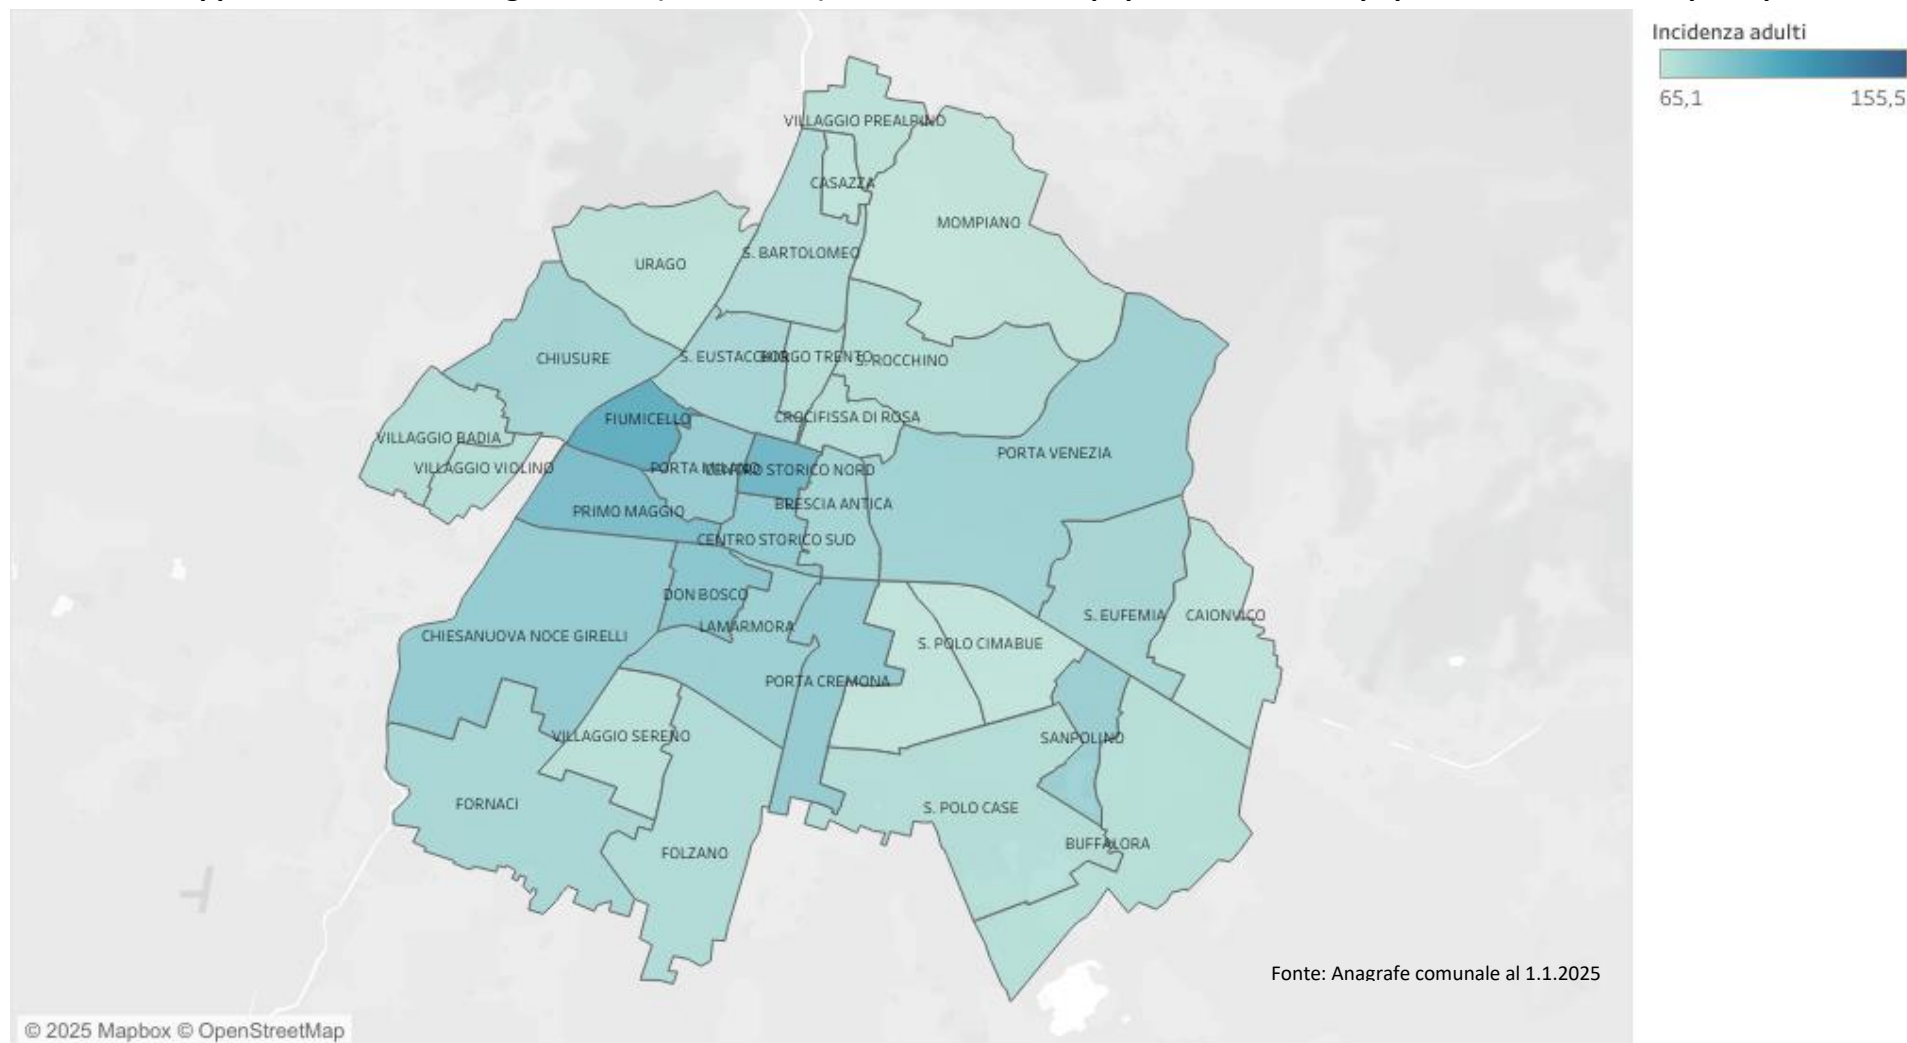 Incidenza adulti
65,1 155,5
VILLAGGIO PREALPINO
CASAZZA
MOMPIANO
S. BARTOLOMEO
URAGO
CHIUSURE
S. EUSTACCHIO
BORGO TRENTO
S. ROCCHINO
FIUMICELLO
CROCIFISSA DI ROSA
VILLAGGIO BADIA
PORTA VENEZIA
VILLAGGIO VIOLINO
PORTA MILANO
CENTRO STORICO NORD
BRESCIA ANTICA
PRIMO MAGGIO
CENTRO STORICO SUD
DON BOSCO
S. EUFEMIA
CAIONVICO
LAMARMORA
CHIESANUOVA NOCE GIRELLI
S. POLO CIMABUE
PORTA CREMONA
VILLAGGIO SERENO
SANPOLINO
FORNACI
S. POLO CASE
BUFFALORA
FOLZANO
Fonte: Anagrafe comunale al 1.1.2025
© 2025 Mapbox © OpenStreetMap